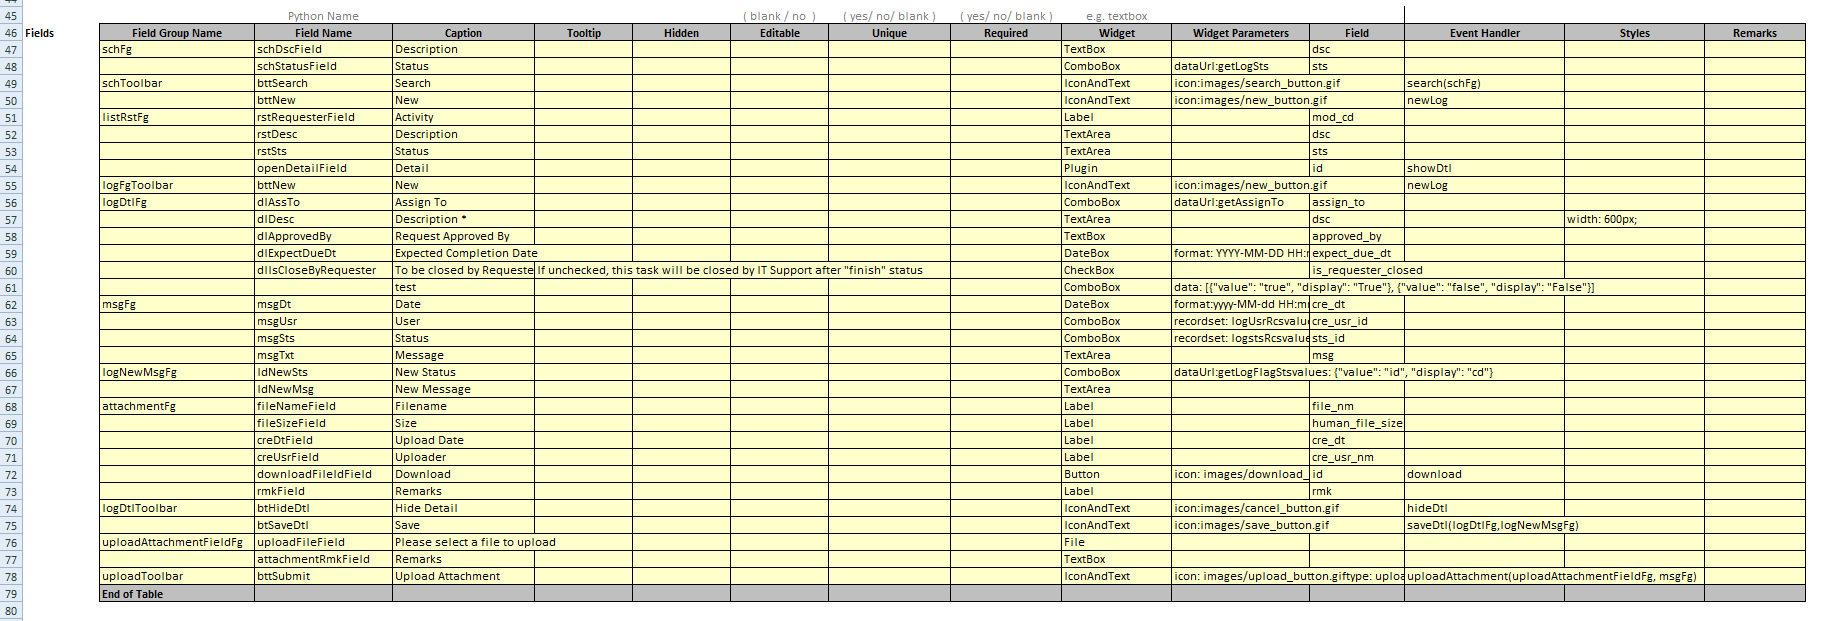 44
45 Python Name ( blank / no ) ( yes/ no/ blank ) ( yes/ no/ blank ) e.g. textbox
46 Fields Field Group Name Field Name Caption Tooltip Hidden Editable Unique Required Widget Widget Parameters Field Event Handler Styles Remarks
47 schFg schDscField Description TextBox dsc
48 schStatusField Status ComboBox dataUrl:getLogSts sts
49 schToolbar bttSearch Search IconAndText icon:images/search_button.gif search(schFg)
50 bttNew New IconAndText icon:images/new_button.gif newLog
51 listRstFg rstRequesterField Activity Label mod_cd
52 rstDesc Description TextArea dsc
53 rstSts Status TextArea sts
54 openDetailField Detail Plugin id showDtl
55 logFgToolbar bttNew New IconAndText icon:images/new_button.gif newLog
56 logDtlFg dlAssTo Assign To ComboBox dataUrl:getAssignTo assign_to
57 dlDesc Description * TextArea dsc width: 600px;
58 dlApprovedBy Request Approved By TextBox approved_by
59 dlExpectDueDt Expected Completion Date DateBox format: YYYY-MM-DD HH: expect_due_dt
60 dlIsCloseByRequester To be closed by Requeste If unchecked, this task will be closed by IT Support after "finish" status CheckBox is_requester_closed
61 test ComboBox data: [{"value": "true", "display": "True"}, {"value": "false", "display": "False"}]
62 msgFg msgDt Date DateBox format:yyyy-MM-dd HH:m cre_dt
63 msgUsr User ComboBox recordset: logUsrRcsvalu cre_usr_id
64 msgSts Status ComboBox recordset: logstsRcsvalue sts_id
65 msgTxt Message TextArea msg
66 logNewMsgFg ldNewSts New Status ComboBox dataUrl:getLogFlagStsvalues: {"value": "id", "display": "cd"}
67 ldNewMsg New Message TextArea
68 attachmentFg fileNameField Filename Label file_nm
69 fileSizeField Size Label human_file_size
70 creDtField Upload Date Label cre_dt
71 creUsrField Uploader Label cre_usr_nm
72 downloadFileIdField Download Button icon: images/download_ id download
73 rmkField Remarks Label rmk
74 logDtlToolbar btHideDtl Hide Detail IconAndText icon:images/cancel_button.gif hideDtl
75 btSaveDtl Save IconAndText icon:images/save_button.gif saveDtl(logDtlFg,logNewMsgFg)
76 uploadAttachmentFieldFg uploadFileField Please select a file to upload File
77 attachmentRmkField Remarks TextBox
78 uploadToolbar bttSubmit Upload Attachment IconAndText icon: images/upload_button.giftype: uploa uploadAttachment(uploadAttachmentFieldFg, msgFg)
79 End of Table
80